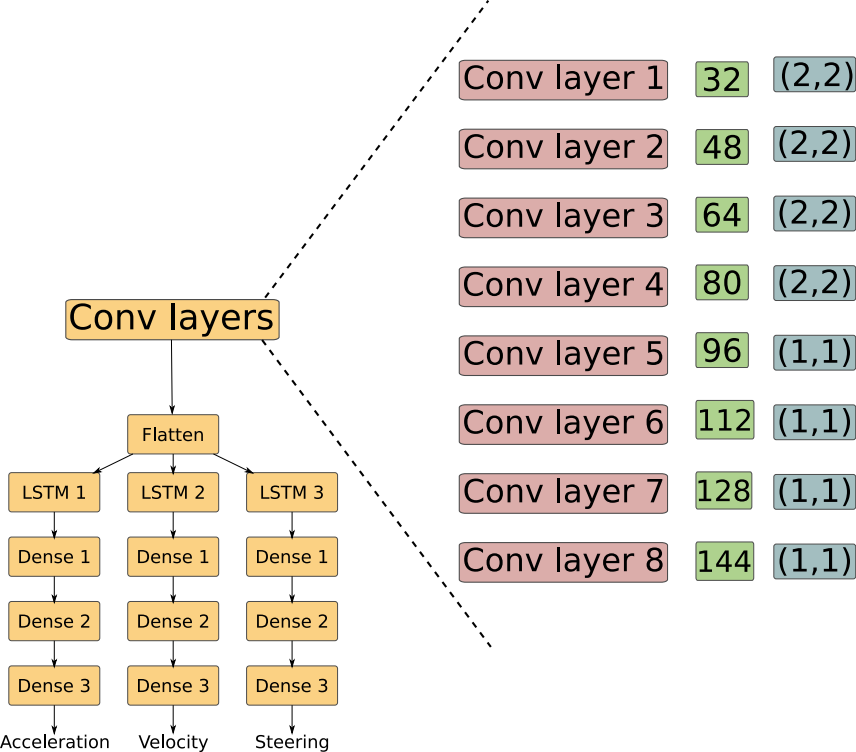 Conv layers
Flatten
LSTM 1 LSTM 2 LSTM 3
Dense 1 Dense 1 Dense 1
Dense 2 Dense 2 Dense 2
Dense 3 Dense 3 Dense 3
Acceleration Velocity Steering
Conv layer 1 32 (2,2)
Conv layer 2 48 (2,2)
Conv layer 3 64 (2,2)
Conv layer 4 80 (2,2)
Conv layer 5 96 (1,1)
Conv layer 6 112 (1,1)
Conv layer 7 128 (1,1)
Conv layer 8 144 (1,1)